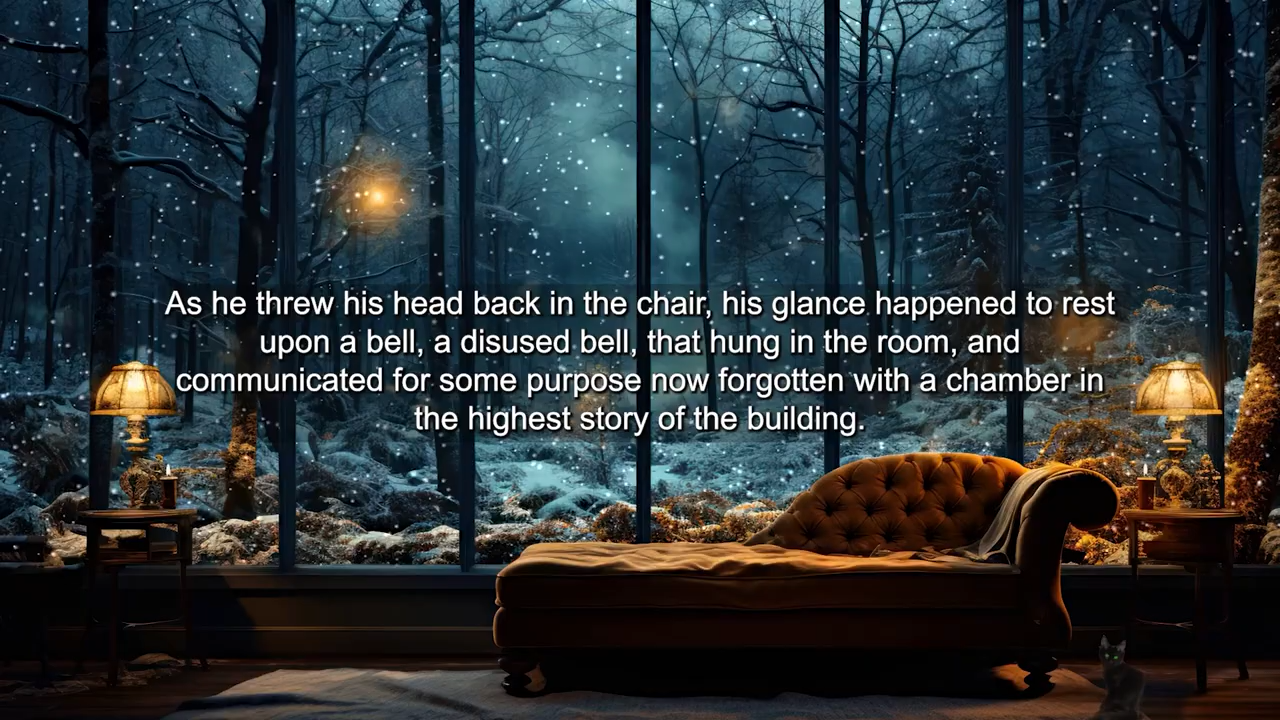 As he threw his head back in the chair, his glance happened to rest
upon a bell, a disused bell, that hung in the room, and
communicated for some purpose now forgotten with a chamber in
the highest story of the building.